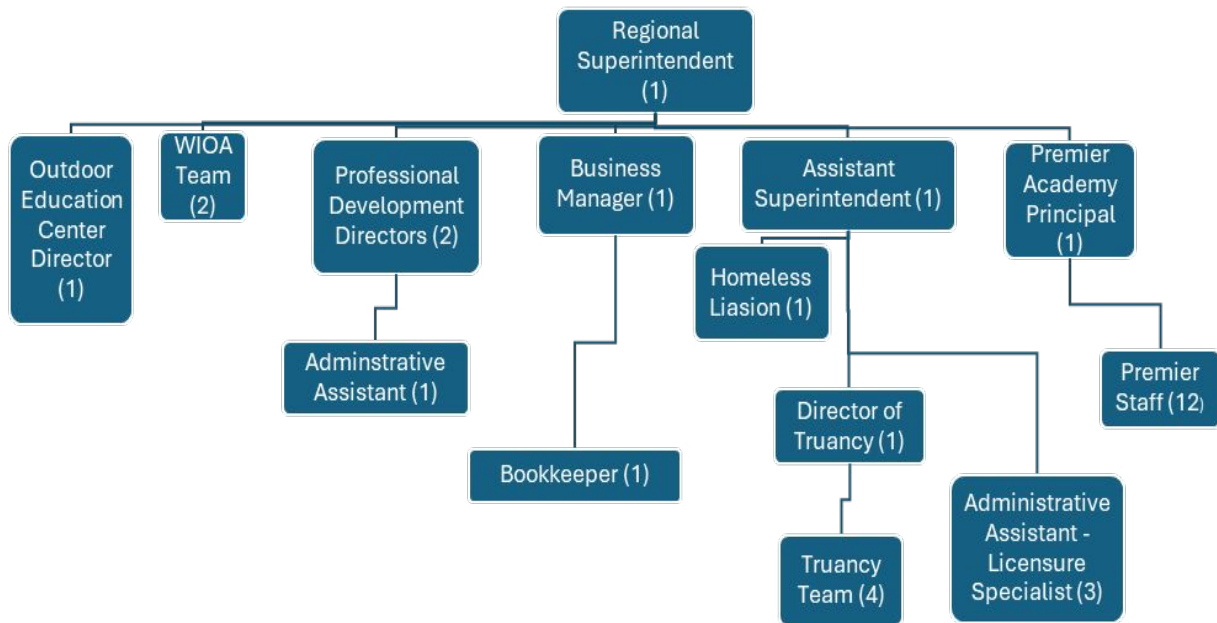 Regional
Superintendent
(1)
Outdoor
Education
Center
Director
(1)
WIOA
Team
(2)
Professional
Development
Directors (2)
Business
Manager (1)
Assistant
Superintendent (1)
Premier
Academy
Principal
(1)
Homeless
Liasion (1)
Adminstrative
Assistant (1)
Premier
Staff (12)
Director of
Truancy (1)
Bookkeeper (1)
Administrative
Assistant -
Licensure
Specialist (3)
Truancy
Team (4)